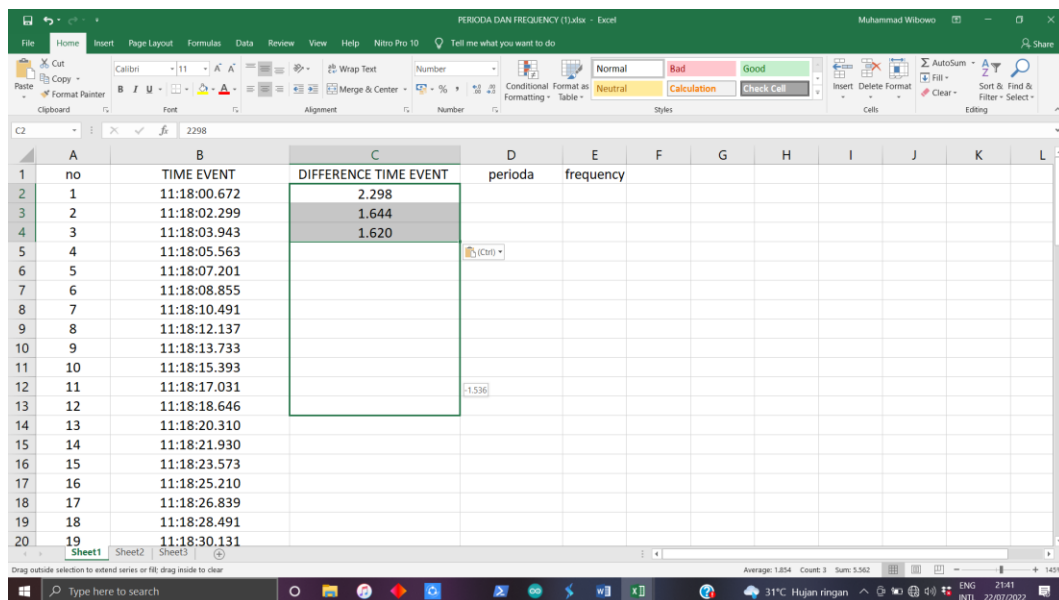 PERIODA DAN FREQUENCY (1).xlsx - Excel
Muhammad Wibowo
File Home Insert Page Layout Formulas Data Review View Help Nitro Pro 10 Tell me what you want to do Share
Cut
Copy
Format Painter
Paste
Calibri 11
B I U
Wrap Text
Merge & Center
Number
% ,
Conditional Formatting
Format as Table
Normal Bad Good
Neutral Calculation Check Cell
Insert Delete Format
AutoSum
Fill
Clear
Sort & Filter
Find & Select
Clipboard Font Alignment Number Styles Cells Editing
C2 fx 2298
A B C D E F G H I J K L
1 no TIME EVENT DIFFERENCE TIME EVENT perioda frequency
2 1 11:18:00.672 2.298
3 2 11:18:02.299 1.644
4 3 11:18:03.943 1.620
5 4 11:18:05.563 (Ctrl)
6 5 11:18:07.201
7 6 11:18:08.855
8 7 11:18:10.491
9 8 11:18:12.137
10 9 11:18:13.733
11 10 11:18:15.393
12 11 11:18:17.031 -1.536
13 12 11:18:18.646
14 13 11:18:20.310
15 14 11:18:21.930
16 15 11:18:23.573
17 16 11:18:25.210
18 17 11:18:26.839
19 18 11:18:28.491
20 19 11:18:30.131
Sheet1 Sheet2 Sheet3
Drag outside selection to extend series or fill; drag inside to clear Average: 1.854 Count: 3 Sum: 5.562 145%
Type here to search 31°C Hujan ringan ENG INTL 21:41 22/07/2022